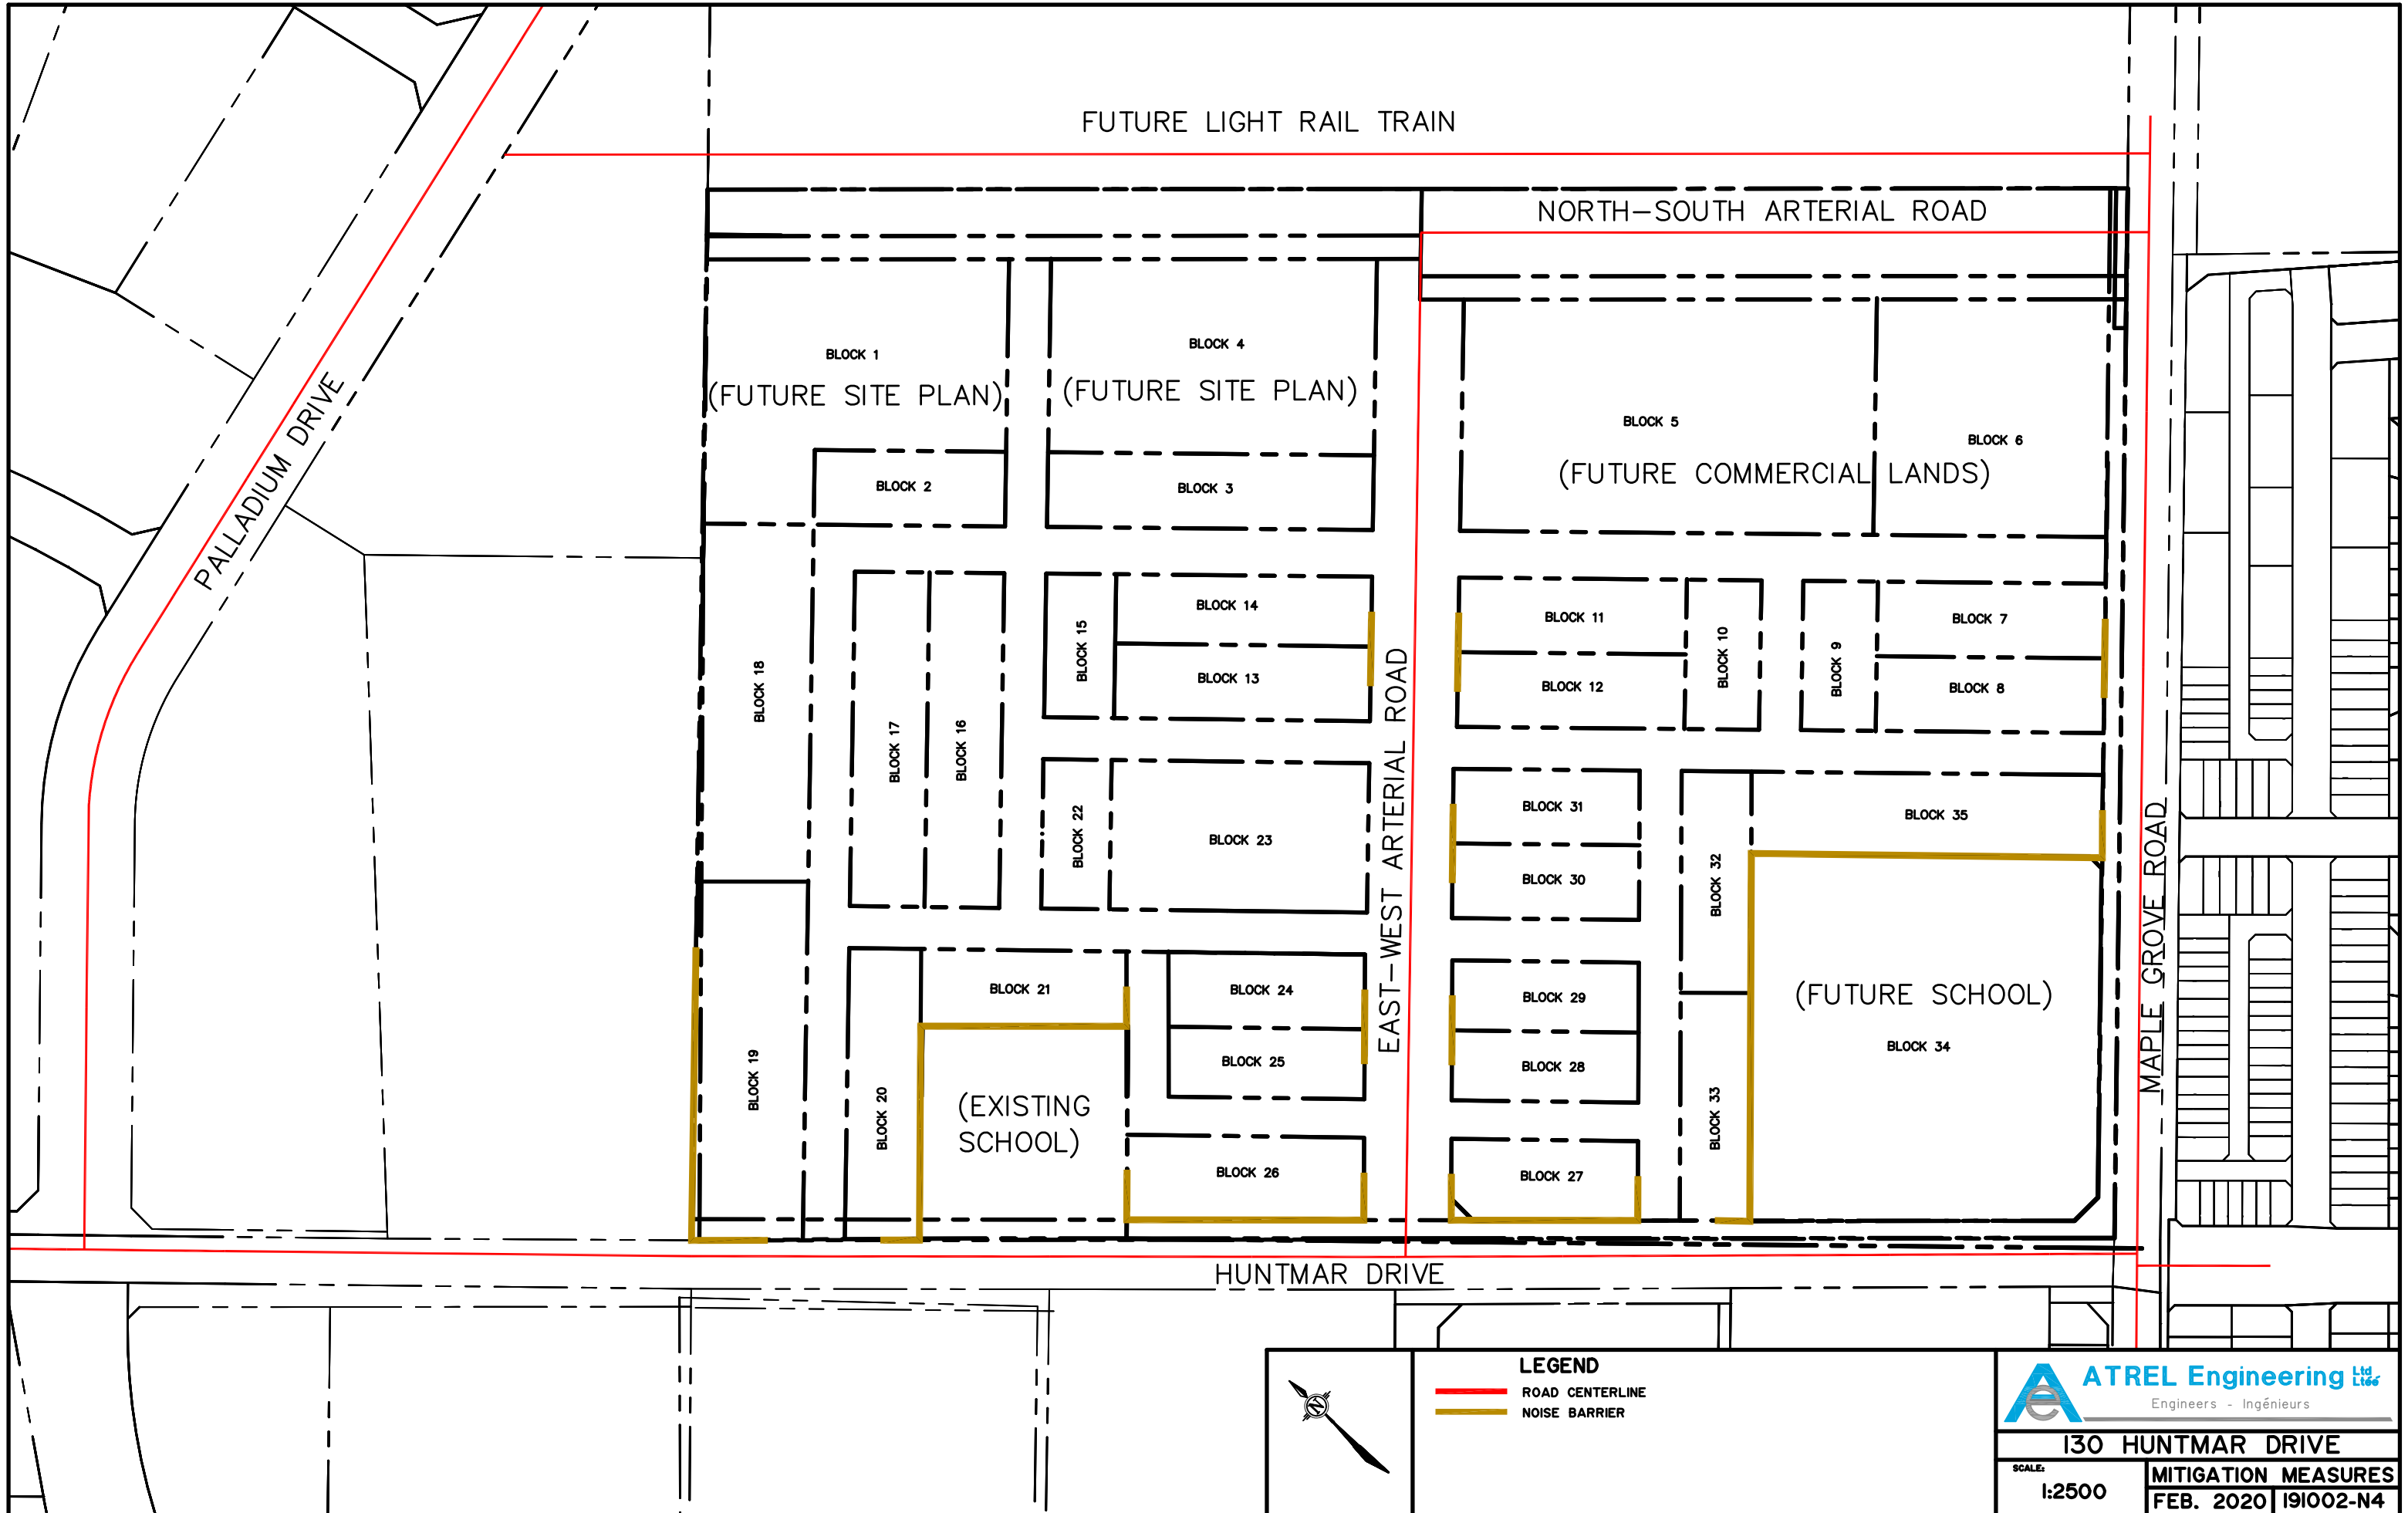 FUTURE LIGHT RAIL TRAIN
NORTH-SOUTH ARTERIAL ROAD
BLOCK 1
(FUTURE SITE PLAN)
BLOCK 4
(FUTURE SITE PLAN)
BLOCK 5
BLOCK 6
(FUTURE COMMERCIAL LANDS)
PALLADIUM DRIVE
BLOCK 2
BLOCK 3
BLOCK 18
BLOCK 17
BLOCK 16
BLOCK 15
BLOCK 14
BLOCK 13
BLOCK 11
BLOCK 12
BLOCK 10
BLOCK 9
BLOCK 7
BLOCK 8
EAST-WEST ARTERIAL ROAD
BLOCK 22
BLOCK 23
BLOCK 31
BLOCK 30
BLOCK 32
BLOCK 35
MAPLE GROVE ROAD
BLOCK 19
BLOCK 20
BLOCK 21
(EXISTING
SCHOOL)
BLOCK 24
BLOCK 25
BLOCK 26
BLOCK 29
BLOCK 28
BLOCK 27
BLOCK 33
(FUTURE SCHOOL)
BLOCK 34
HUNTMAR DRIVE
N
LEGEND
ROAD CENTERLINE
NOISE BARRIER
Ae
ATREL Engineering Ltd Ltée
Engineers - Ingénieurs
130 HUNTMAR DRIVE
SCALE:
1:2500
MITIGATION MEASURES
FEB. 2020
191002-N4